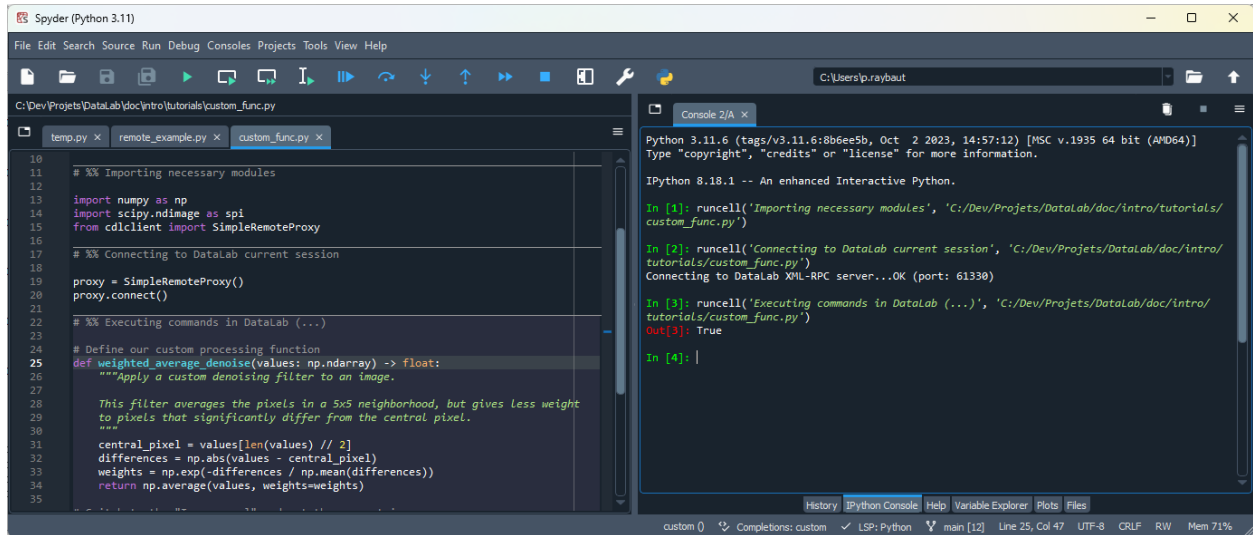 Spyder (Python 3.11)
File Edit Search Source Run Debug Consoles Projects Tools View Help
C:\Users\p.raybaut
C:\Dev\Projets\DataLab\doc\intro\tutorials\custom_func.py
temp.py remote_example.py custom_func.py
10
11 # %% Importing necessary modules
12
13 import numpy as np
14 import scipy.ndimage as spi
15 from cdlclient import SimpleRemoteProxy
16
17 # %% Connecting to DataLab current session
18
19 proxy = SimpleRemoteProxy()
20 proxy.connect()
21
22 # %% Executing commands in DataLab (...)
23
24 # Define our custom processing function
25 def weighted_average_denoise(values: np.ndarray) -> float:
26 """Apply a custom denoising filter to an image.
27
28 This filter averages the pixels in a 5x5 neighborhood, but gives less weight
29 to pixels that significantly differ from the central pixel.
30 """
31 central_pixel = values[len(values) // 2]
32 differences = np.abs(values - central_pixel)
33 weights = np.exp(-differences / np.mean(differences))
34 return np.average(values, weights=weights)
35
Console 2/A
Python 3.11.6 (tags/v3.11.6:8b6ee5b, Oct 2 2023, 14:57:12) [MSC v.1935 64 bit (AMD64)]
Type "copyright", "credits" or "license" for more information.
IPython 8.18.1 -- An enhanced Interactive Python.
In [1]: runcell('Importing necessary modules', 'C:/Dev/Projets/DataLab/doc/intro/tutorials/
custom_func.py')
In [2]: runcell('Connecting to DataLab current session', 'C:/Dev/Projets/DataLab/doc/intro/
tutorials/custom_func.py')
Connecting to DataLab XML-RPC server...OK (port: 61330)
In [3]: runcell('Executing commands in DataLab (...)', 'C:/Dev/Projets/DataLab/doc/intro/
tutorials/custom_func.py')
Out[3]: True
In [4]:
History IPython Console Help Variable Explorer Plots Files
custom () Completions: custom LSP: Python main [12] Line 25, Col 47 UTF-8 CRLF RW Mem 71%